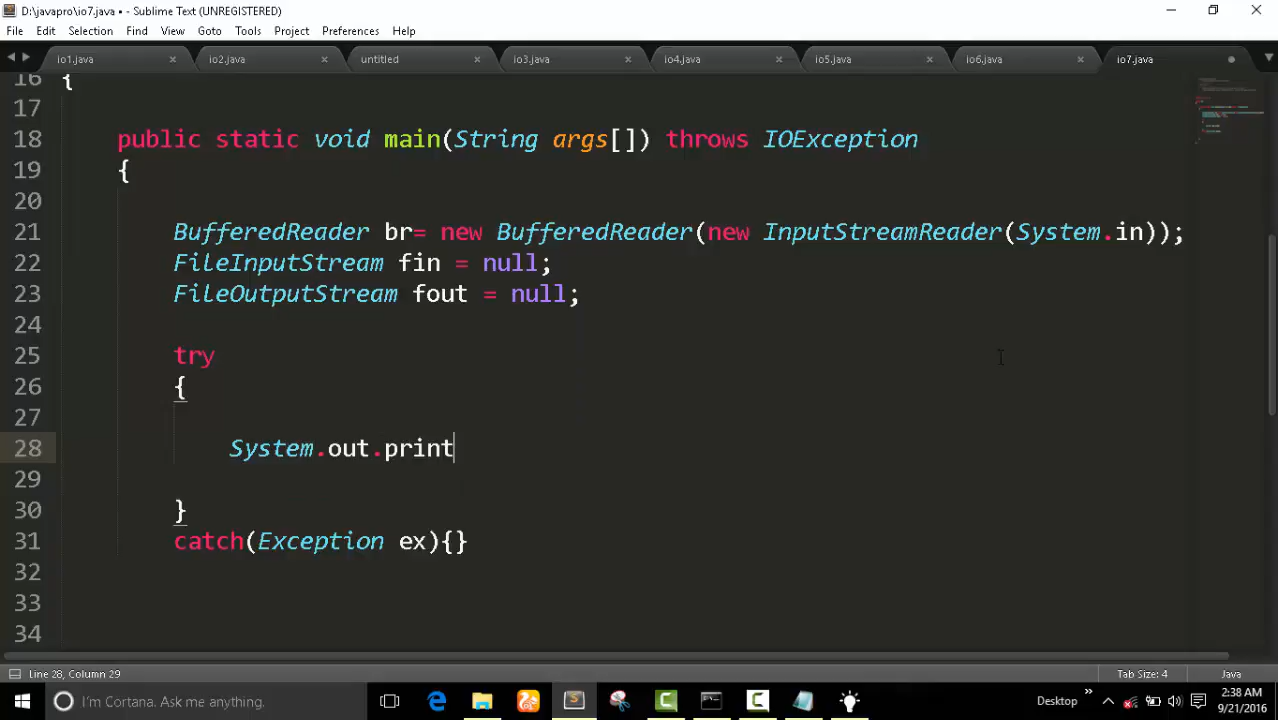 D:\javapro\io7.java • - Sublime Text (UNREGISTERED)
File Edit Selection Find View Goto Tools Project Preferences Help
io1.java io2.java untitled io3.java io4.java io5.java io6.java io7.java
16 {
17
18 public static void main(String args[]) throws IOException
19 {
20
21 BufferedReader br= new BufferedReader(new InputStreamReader(System.in));
22 FileInputStream fin = null;
23 FileOutputStream fout = null;
24
25 try
26 {
27
28 System.out.print
29
30 }
31 catch(Exception ex){}
32
33
34
Line 28, Column 29 Tab Size: 4 Java
I'm Cortana. Ask me anything. Desktop 2:38 AM
9/21/2016